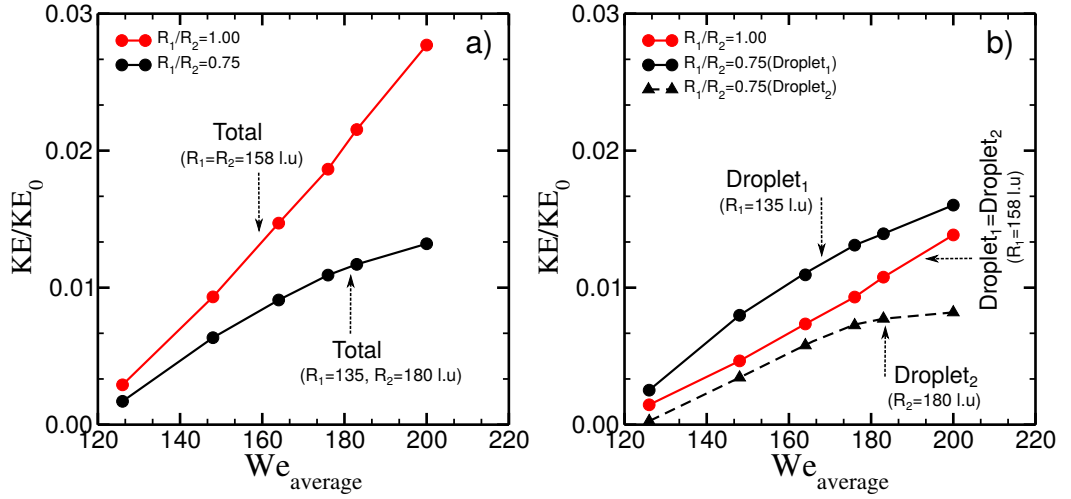 0.03
0.02
0.01
0.00
KE/KE0
R1/R2=1.00
R1/R2=0.75
a)
Total
(R1=R2=158 l.u)
Total
(R1=135, R2=180 l.u)
120 140 160 180 200 220
Weaverage
0.03
0.02
0.01
0.00
KE/KE0
R1/R2=1.00
R1/R2=0.75(Droplet1)
R1/R2=0.75(Droplet2)
b)
Droplet1
(R1=135 l.u)
Droplet1=Droplet2
(R1=158 l.u)
Droplet2
(R2=180 l.u)
120 140 160 180 200 220
Weaverage